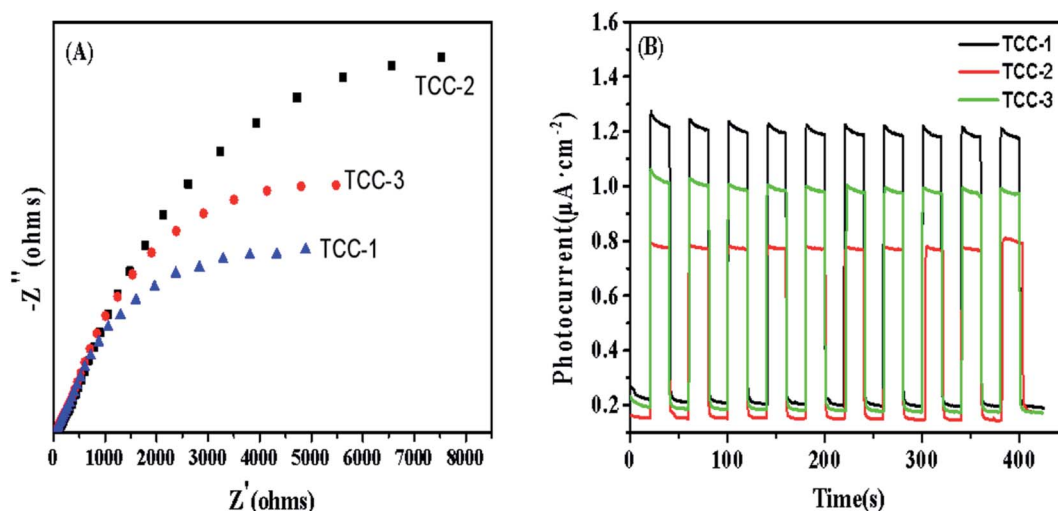 (A)
TCC-2
TCC-3
TCC-1
-Z''(ohms)
0 1000 2000 3000 4000 5000 6000 7000 8000
Z'(ohms)
(B)
TCC-1
TCC-2
TCC-3
1.6
1.4
1.2
1.0
0.8
0.6
0.4
0.2
Photocurrent(μA·cm⁻²)
0 100 200 300 400
Time(s)